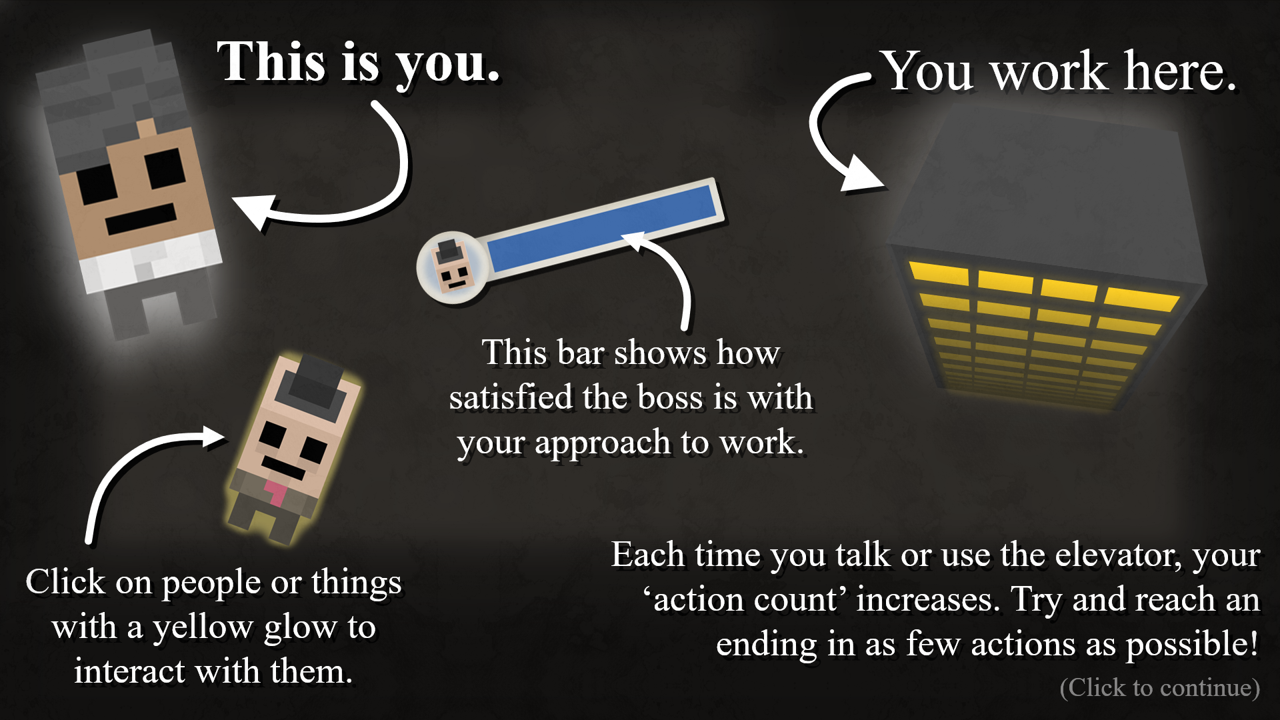 This is you.
You work here.
This bar shows how
satisfied the boss is with
your approach to work.
Click on people or things
with a yellow glow to
interact with them.
Each time you talk or use the elevator, your
‘action count’ increases. Try and reach an
ending in as few actions as possible!
(Click to continue)